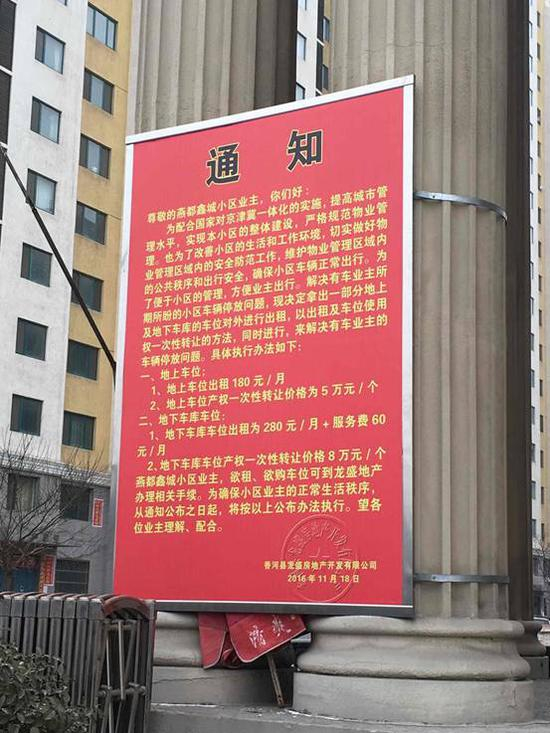 通知
尊敬的燕都鑫城小区业主，你们好：
为配合国家对京津冀一体化的实施，提高城市管
理水平，实现本小区的整体建设，严格规范物业管
理。也为了改善小区的生活和工作环境，切实做好物
业管理区域内的安全防范工作，维护物业管理区域内
的公共秩序和出行安全，确保小区车辆正常出行。为
了便于小区的管理，方便业主出行。解决有车业主所
期所盼的小区车辆停放问题，现决定拿出一部分地上
及地下车库的车位对外进行出租，以出租及车位使用
权一次性转让的方法，同时进行，来解决有车业主的
车辆停放问题。具体执行办法如下：
一、地上车位：
1、地上车位出租 180 元 / 月
2、地上车位产权一次性转让价格为 5 万元 / 个
二、地下车库车位：
1、地下车库车位出租为 280 元 / 月 + 服务费 60
元 / 月
2、地下车库车位产权一次性转让价格 8 万元 / 个
燕都鑫城小区业主，欲租、欲购车位可到龙盛地产
办理相关手续。为确保小区业主的正常生活秩序，
从通知公布之日起，将按以上公布办法执行。望各
位业主理解、配合。
香河县龙盛房地产开发有限公司
2016 年 11 月 18 日